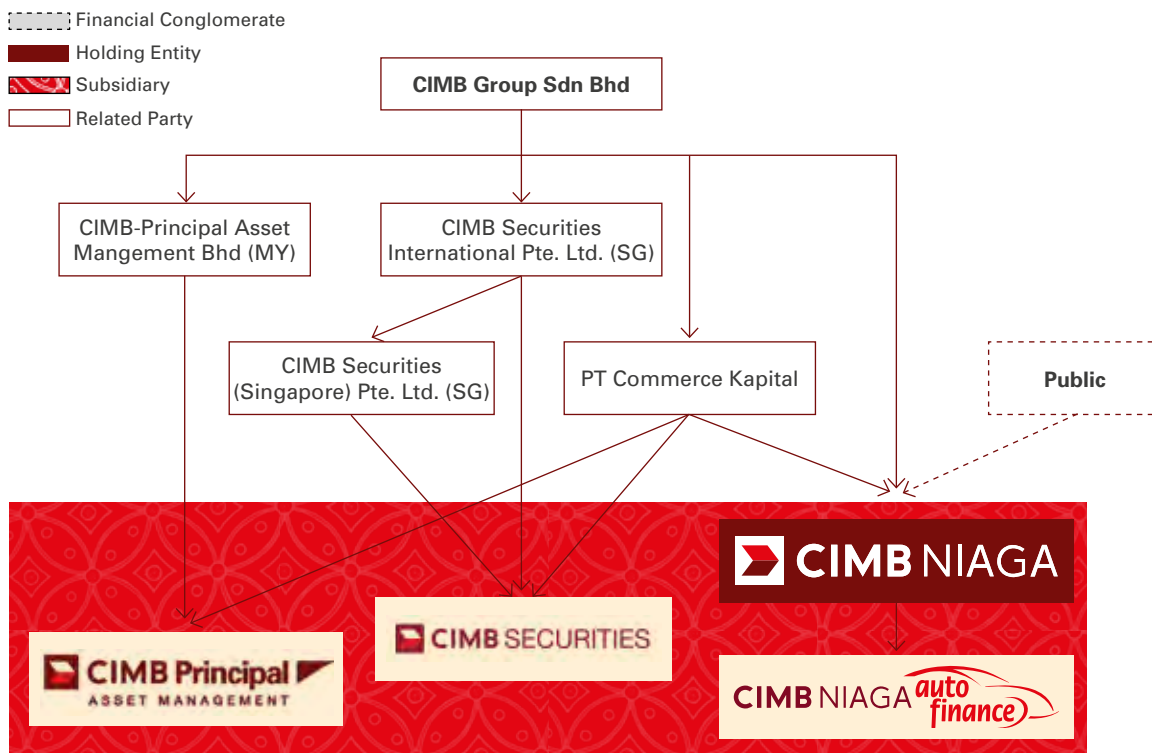 Financial Conglomerate
Holding Entity
Subsidiary
Related Party
CIMB Group Sdn Bhd
CIMB-Principal Asset
Mangement Bhd (MY)
CIMB Securities
International Pte. Ltd. (SG)
CIMB Securities
(Singapore) Pte. Ltd. (SG)
PT Commerce Kapital
Public
CIMB NIAGA
CIMB SECURITIES
CIMB Principal
ASSET MANAGEMENT
CIMB NIAGA auto
finance